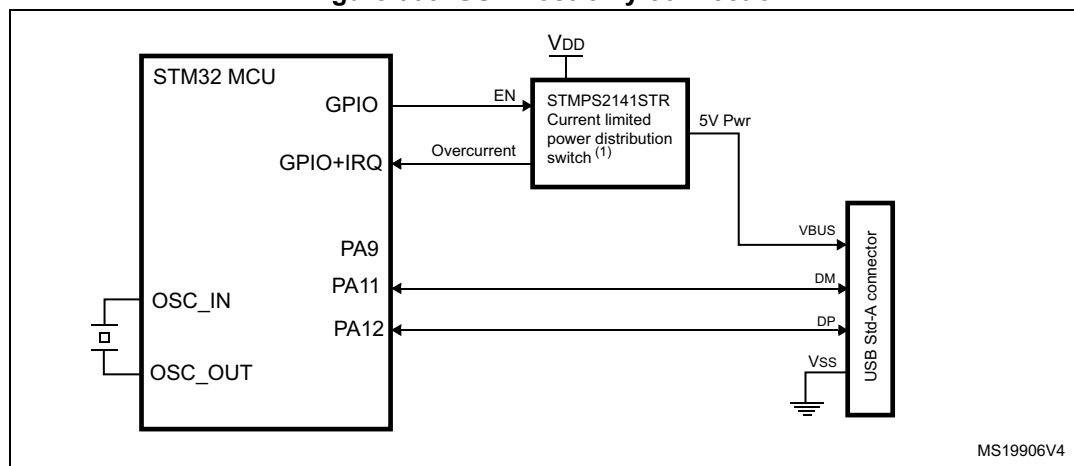 STM32 MCU
GPIO
GPIO+IRQ
PA9
PA11
PA12
OSC_IN
OSC_OUT
EN
Overcurrent
VDD
STMPS2141STR
Current limited
power distribution
switch (1)
5V Pwr
VBUS
DM
DP
VSS
USB Std-A connector
MS19906V4